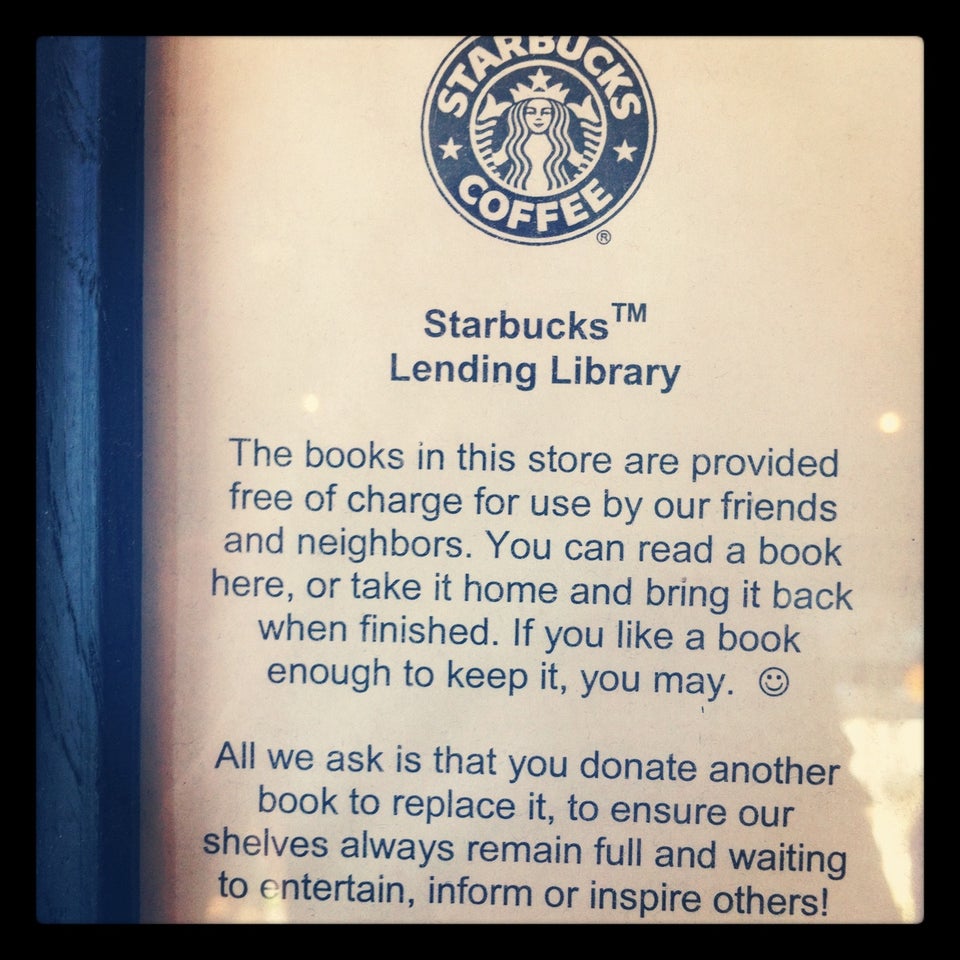 STARBUCKS
COFFEE
®
Starbucks™
Lending Library
The books in this store are provided
free of charge for use by our friends
and neighbors. You can read a book
here, or take it home and bring it back
when finished. If you like a book
enough to keep it, you may. ☺
All we ask is that you donate another
book to replace it, to ensure our
shelves always remain full and waiting
to entertain, inform or inspire others!